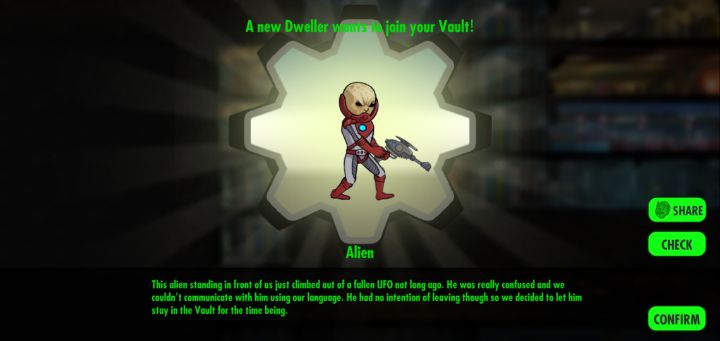 A new Dweller wants to join your Vault!
Alien
SHARE
CHECK
This alien standing in front of us just climbed out of a fallen UFO not long ago. He was really confused and we
couldn't communicate with him using our language. He had no intention of leaving though so we decided to let him
stay in the Vault for the time being.
CONFIRM